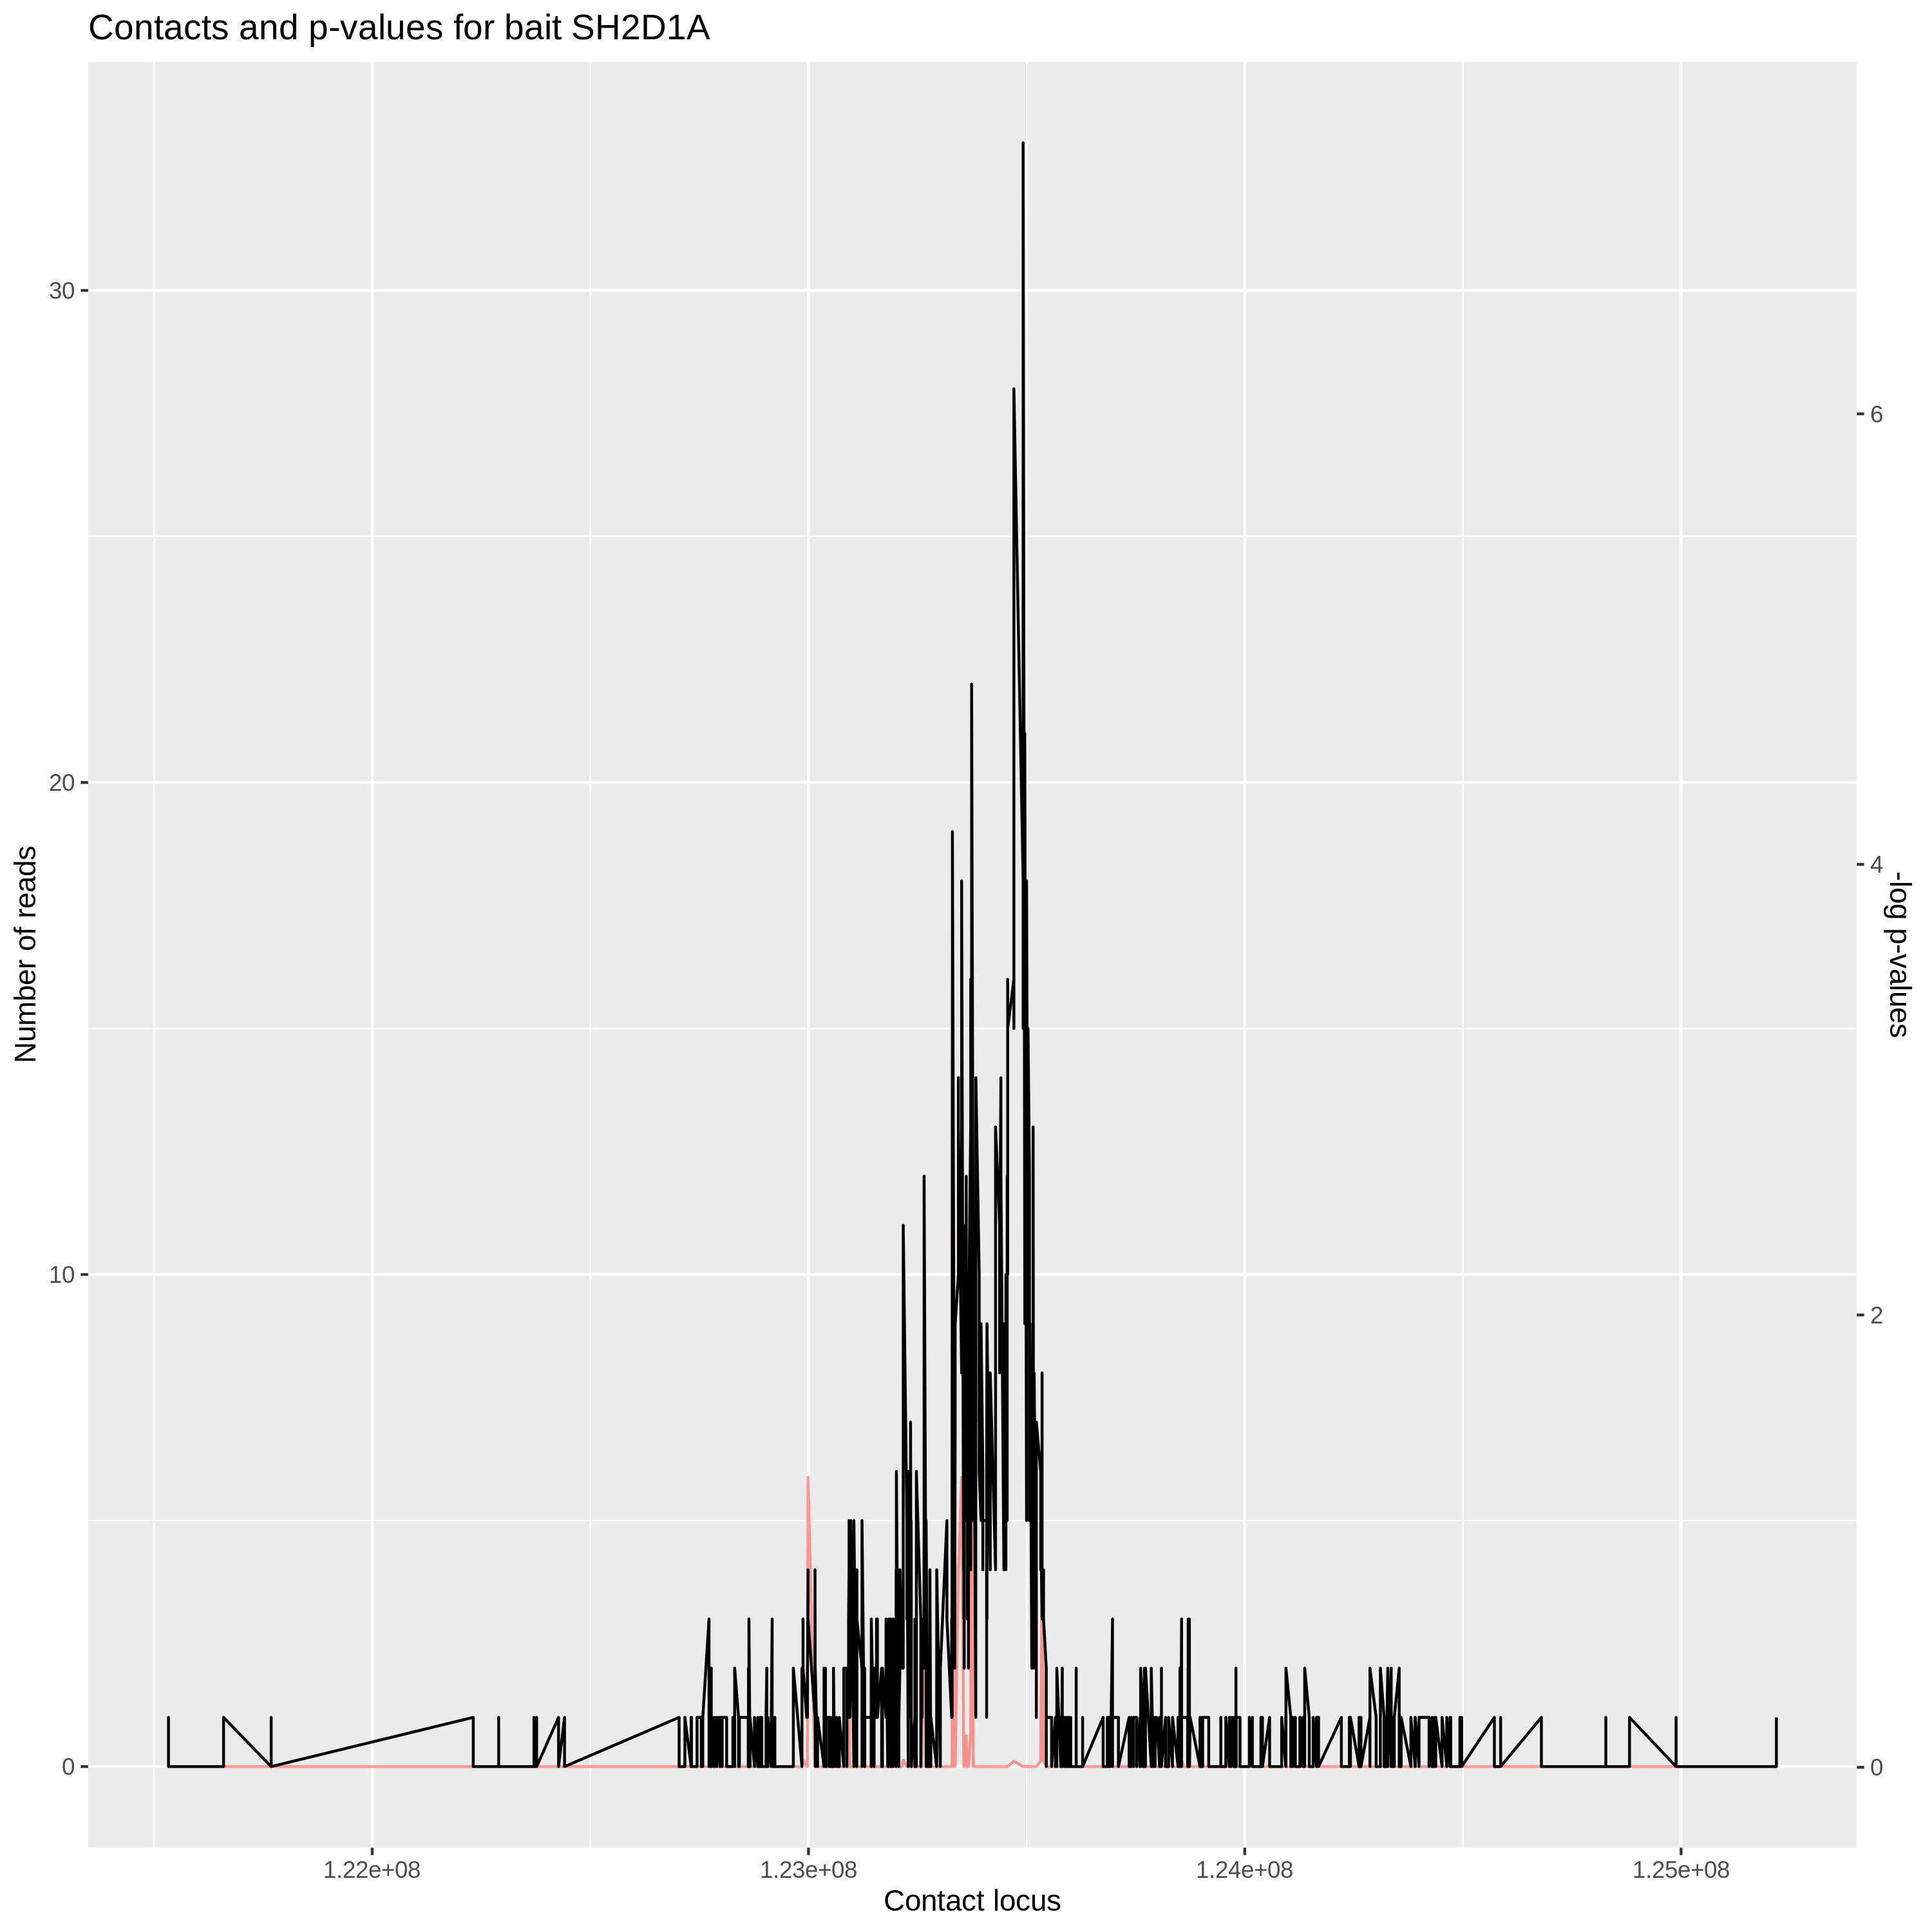 Contacts and p-values for bait SH2D1A
30
20
10
0
Number of reads
6
4
2
0
-log p-values
1.22e+08
1.23e+08
1.24e+08
1.25e+08
Contact locus